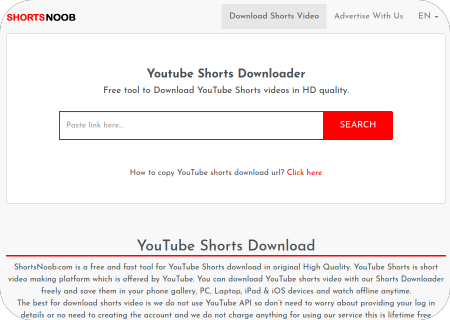 SHORTSNOOB
Download Shorts Video
Advertise With Us
EN
Youtube Shorts Downloader
Free tool to Download YouTube Shorts videos in HD quality.
Paste link here...
SEARCH
How to copy YouTube shorts download url? Click here
YouTube Shorts Download
ShortsNoob.com is a free and fast tool for YouTube Shorts download in original High Quality. YouTube Shorts is short
video making platform which is offered by YouTube. You can download YouTube shorts video with our Shorts Downloader
freely and save them in your phone gallery, PC, Laptop, iPad & iOS devices and watch offline anytime.
The best for download shorts video is we do not use YouTube API so don't need to worry about providing your log in
details or no need to creating the account and we do not charge anything for using our service this is lifetime free